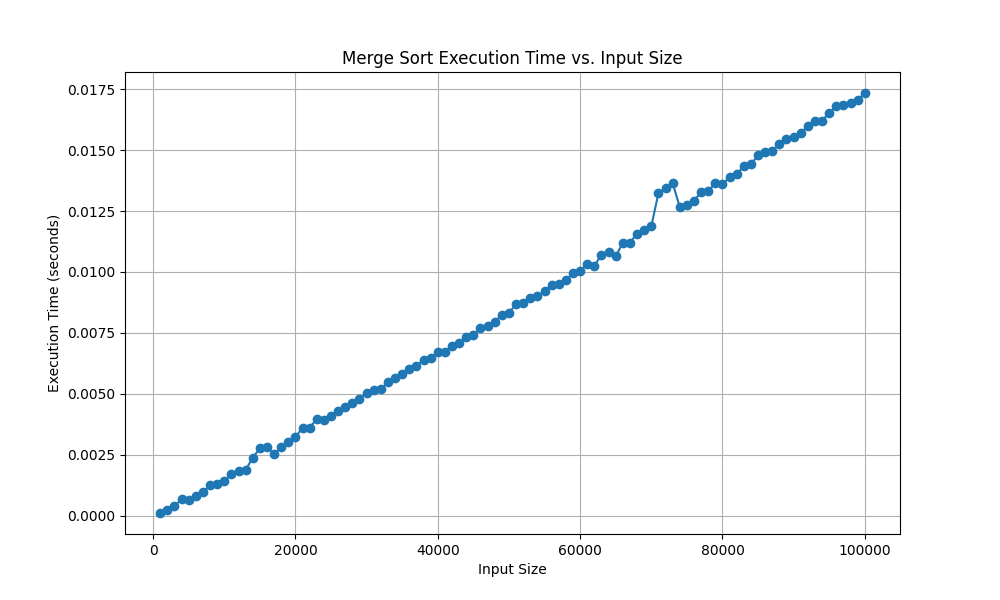 Merge Sort Execution Time vs. Input Size
Execution Time (seconds)
0.0175
0.0150
0.0125
0.0100
0.0075
0.0050
0.0025
0.0000
0 20000 40000 60000 80000 100000
Input Size